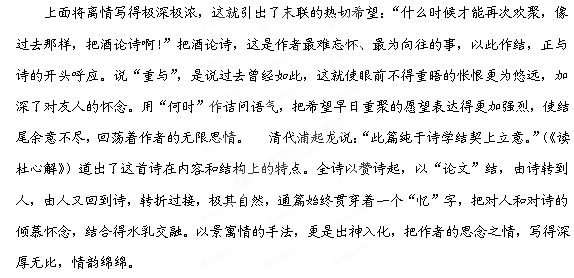 上面将离情写得极深极浓，这就引出了末联的热切希望：“什么时候才能再次欢聚，像
过去那样，把酒论诗啊！”把酒论诗，这是作者最难忘怀、最为向往的事，以此作结，正与
诗的开头呼应。说“重与”，是说过去曾经如此，这就使眼前不得重晤的怅恨更为悠远，加
深了对友人的怀念。用“何时”作诘问语气，把希望早日重聚的愿望表达得更加强烈，使结
尾余意不尽，回荡着作者的无限思情。 清代浦起龙说：“此篇纯于诗学结契上立意。”(《读
杜心解》) 道出了这首诗在内容和结构上的特点。全诗以赞诗起，以“论文”结，由诗转到
人，由人又回到诗，转折过接，极其自然，通篇始终贯穿着一个“忆”字，把对人和对诗的
倾慕怀念，结合得水乳交融。以景寓情的手法，更是出神入化，把作者的思念之情，写得深
厚无比，情韵绵绵。